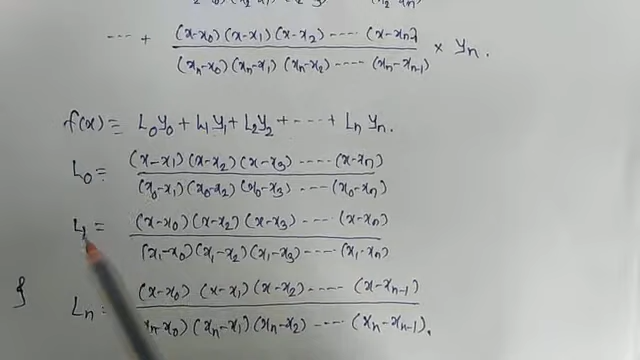 ··· + (x-x₀)(x-x₁)(x-x₂)-----(x-xₙ) / (xₙ-x₀)(xₙ-x₁)(xₙ-x₂)-----(xₙ-xₙ₋₁) × yₙ.
f(x) = L₀y₀ + L₁y₁ + L₂y₂ + ----- + Lₙ yₙ.
L₀ = (x-x₁)(x-x₂)(x-x₃)-----(x-xₙ) / (x₀-x₁)(x₀-x₂)(x₀-x₃)----(x₀-xₙ)
L₁ = (x-x₀)(x-x₂)(x-x₃)----(x-xₙ) / (x₁-x₀)(x₁-x₂)(x₁-x₃)-----(x₁-xₙ)
Lₙ = (x-x₀)(x-x₁)(x-x₂)-----(x-xₙ₋₁) / xₙ-x₀)(xₙ-x₁)(xₙ-x₂)----(xₙ-xₙ₋₁).